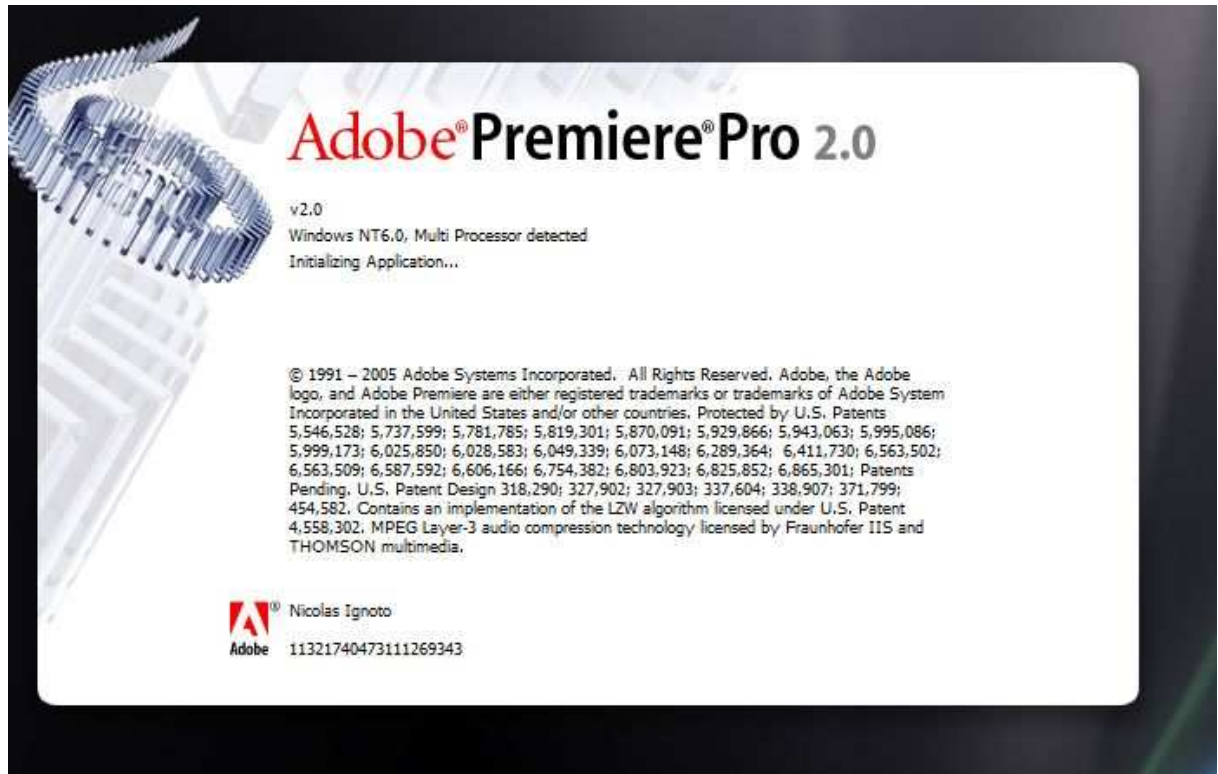 Adobe® Premiere® Pro 2.0
v2.0
Windows NT6.0, Multi Processor detected
Initializing Application...
© 1991 – 2005 Adobe Systems Incorporated.  All Rights Reserved. Adobe, the Adobe
logo, and Adobe Premiere are either registered trademarks or trademarks of Adobe System
Incorporated in the United States and/or other countries. Protected by U.S. Patents
5,546,528; 5,737,599; 5,781,785; 5,819,301; 5,870,091; 5,929,866; 5,943,063; 5,995,086;
5,999,173; 6,025,850; 6,028,583; 6,049,339; 6,073,148; 6,289,364;  6,411,730; 6,563,502;
6,563,509; 6,587,592; 6,606,166; 6,754,382; 6,803,923; 6,825,852; 6,865,301; Patents
Pending. U.S. Patent Design 318,290; 327,902; 327,903; 337,604; 338,907; 371,799;
454,582. Contains an implementation of the LZW algorithm licensed under U.S. Patent
4,558,302. MPEG Layer-3 audio compression technology licensed by Fraunhofer IIS and
THOMSON multimedia.
® Nicolas Ignoto
Adobe 11321740473111269343